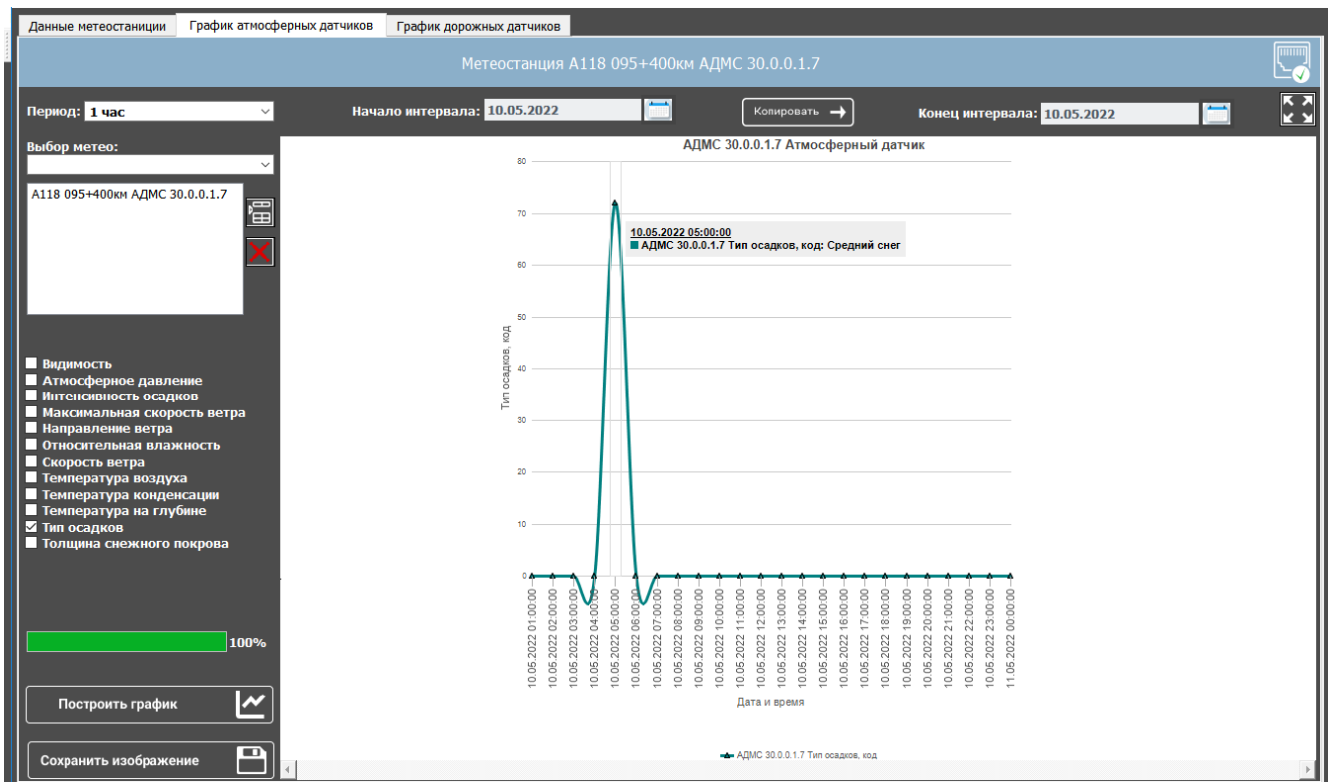 Данные метеостаниции График атмосферных датчиков График дорожных датчиков
Метеостанция А118 095+400км АДМС 30.0.0.1.7
Период: 1 час Начало интервала: 10.05.2022 Копировать Конец интервала: 10.05.2022
Выбор метео:
А118 095+400км АДМС 30.0.0.1.7
Видимость
Атмосферное давление
Интенсивность осадков
Максимальная скорость ветра
Направление ветра
Относительная влажность
Скорость ветра
Температура воздуха
Температура конденсации
Температура на глубине
Тип осадков
Толщина снежного покрова
100%
Построить график
Сохранить изображение
АДМС 30.0.0.1.7 Атмосферный датчик
80
70
60
50
40
30
20
10
0
Тип осадков, код
10.05.2022 05:00:00
АДМС 30.0.0.1.7 Тип осадков, код: Средний снег
10.05.2022 01:00:00
10.05.2022 02:00:00
10.05.2022 03:00:00
10.05.2022 04:00:00
10.05.2022 05:00:00
10.05.2022 06:00:00
10.05.2022 07:00:00
10.05.2022 08:00:00
10.05.2022 09:00:00
10.05.2022 10:00:00
10.05.2022 11:00:00
10.05.2022 12:00:00
10.05.2022 13:00:00
10.05.2022 14:00:00
10.05.2022 15:00:00
10.05.2022 16:00:00
10.05.2022 17:00:00
10.05.2022 18:00:00
10.05.2022 19:00:00
10.05.2022 20:00:00
10.05.2022 21:00:00
10.05.2022 22:00:00
10.05.2022 23:00:00
11.05.2022 00:00:00
Дата и время
АДМС 30.0.0.1.7 Тип осадков, код